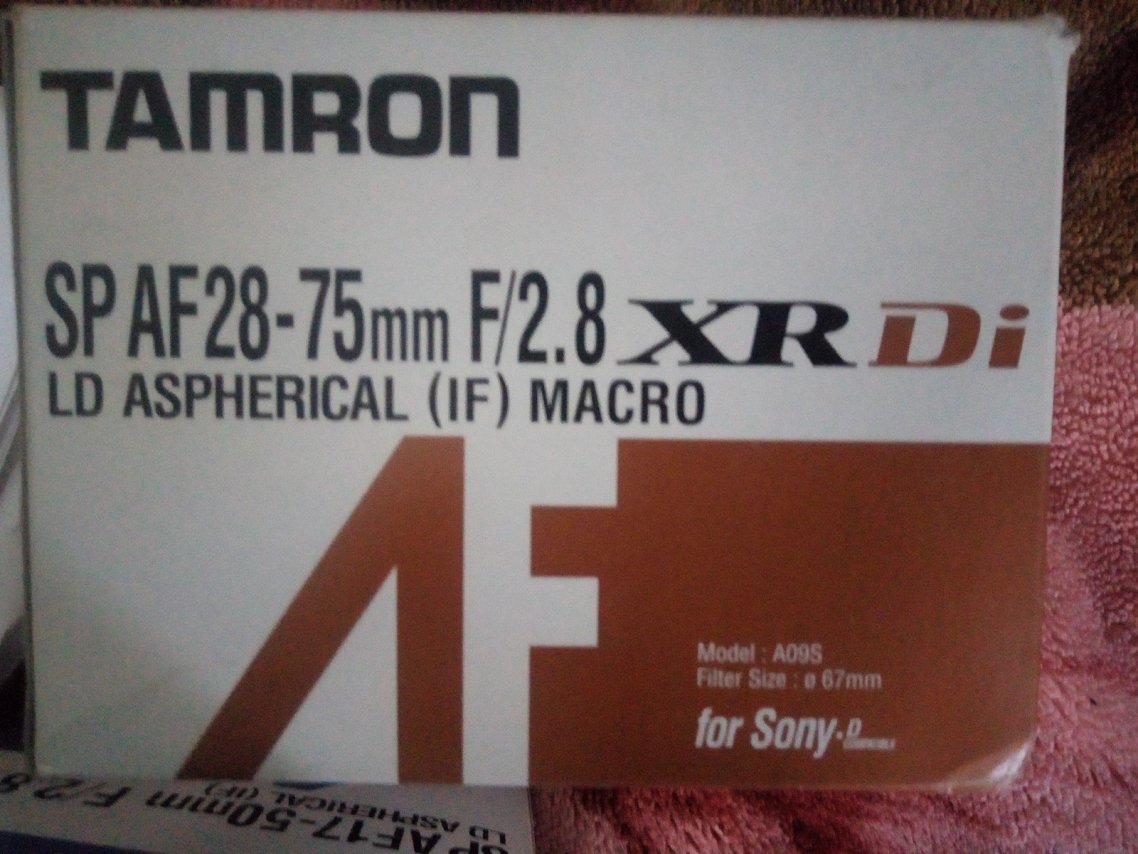 TAMRON
SP AF28-75mm F/2.8 XR Di
LD ASPHERICAL (IF) MACRO
AF
Model : A09S
Filter Size : ø 67mm
for Sony·D
COMPATIBLE
SP AF17-50mm F/2.8
LD ASPHERICAL (IF)